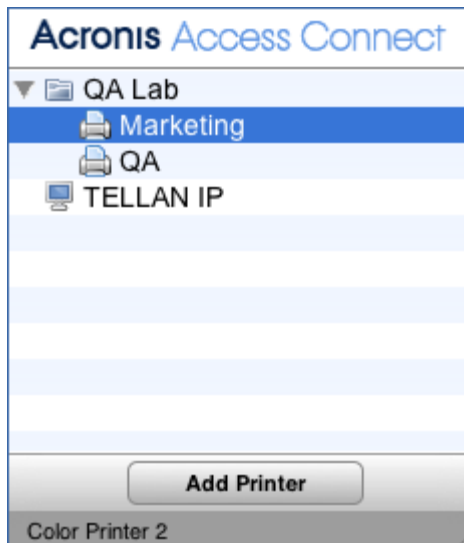 Acronis Access Connect
QA Lab
Marketing
QA
TELLAN IP
Add Printer
Color Printer 2